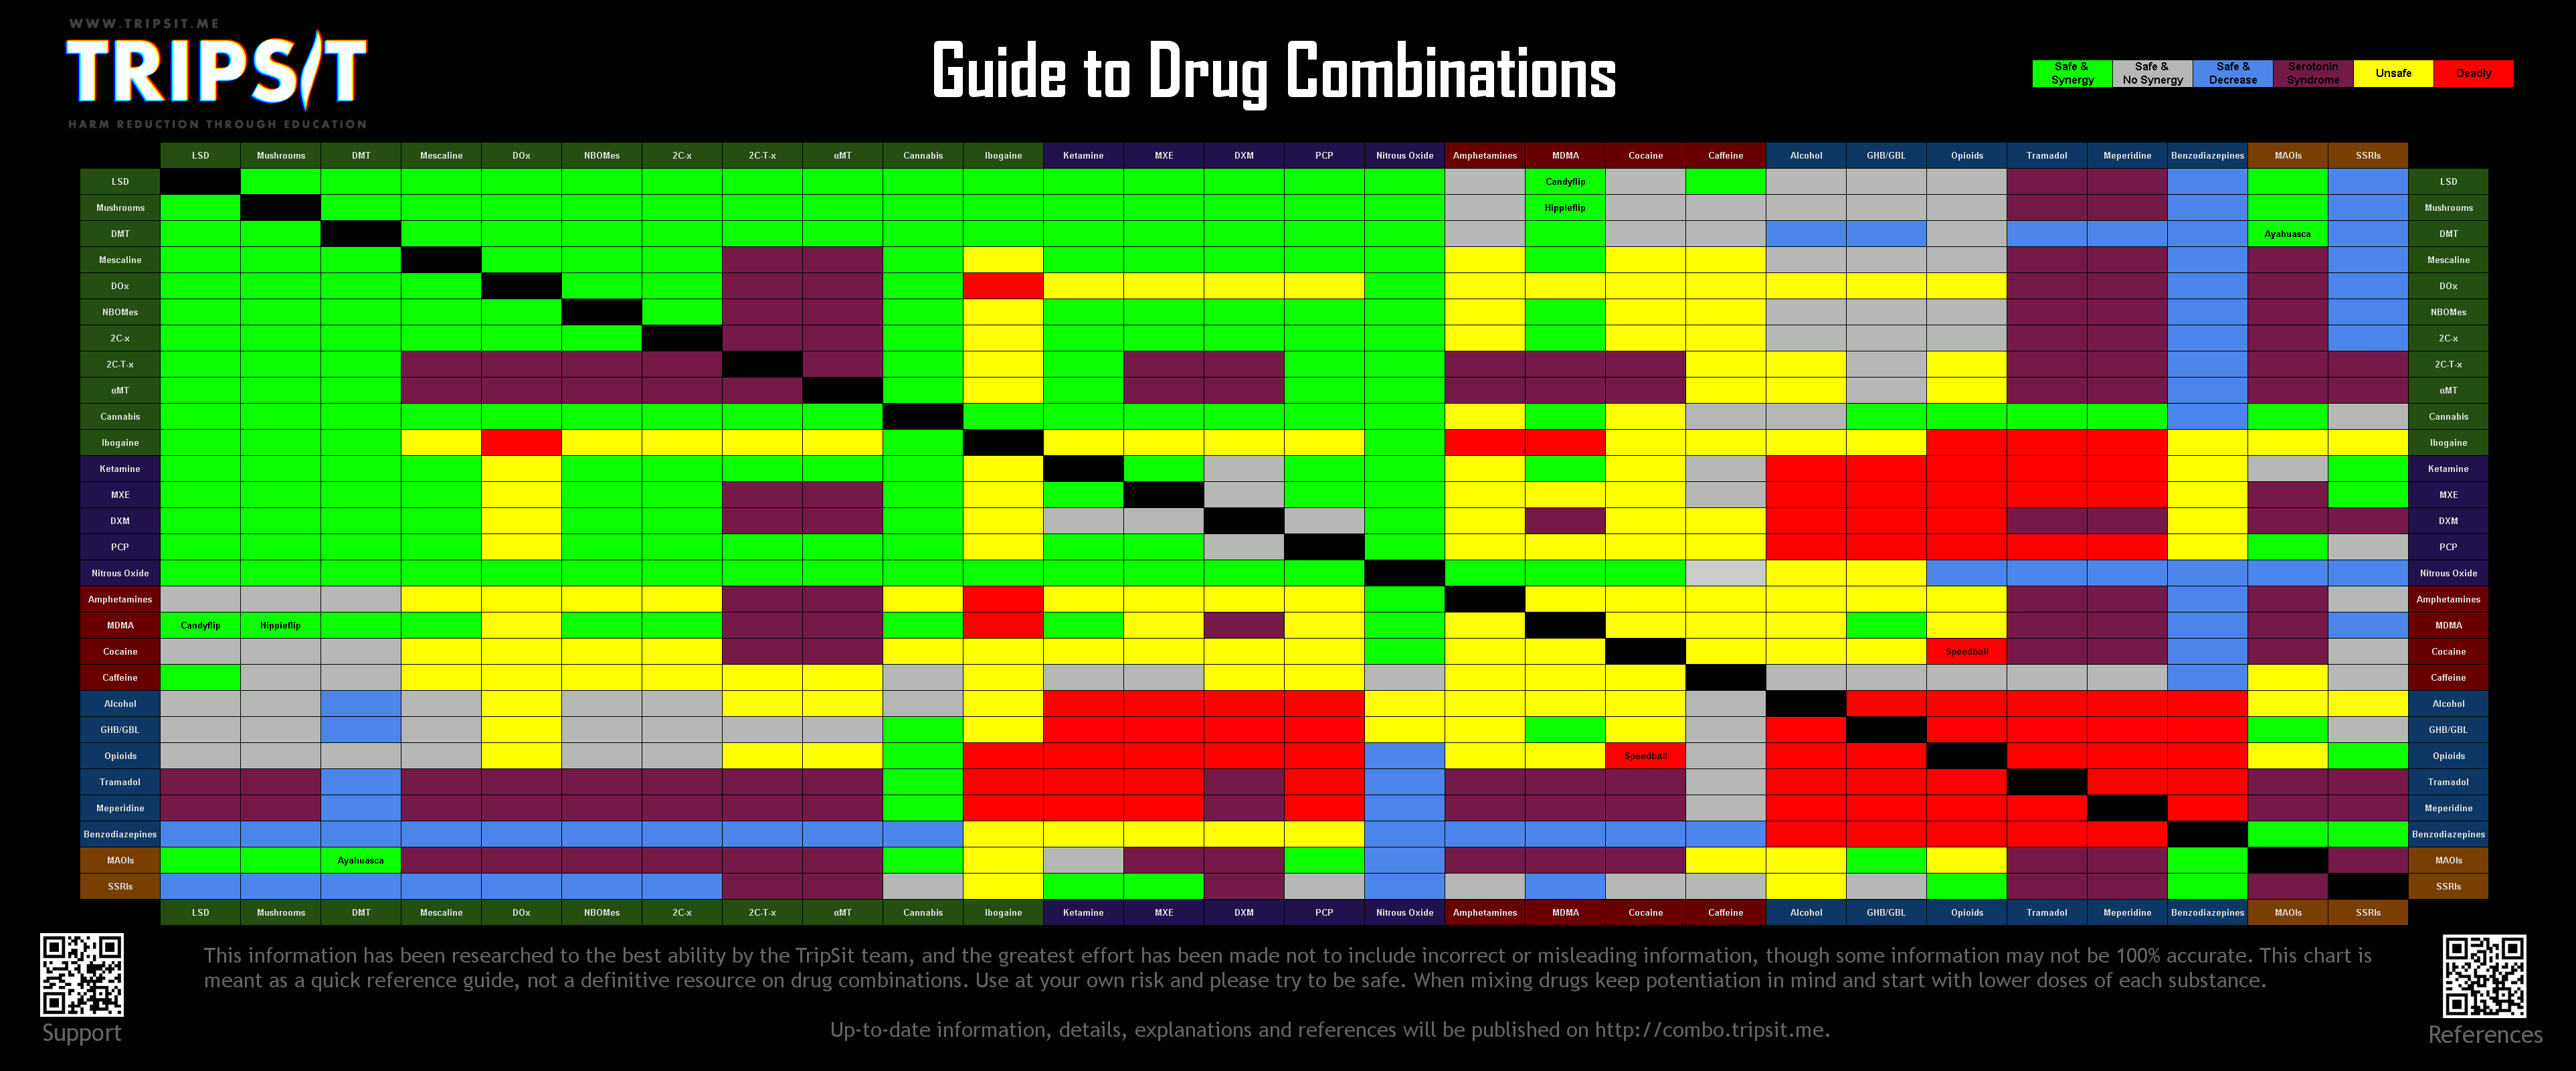 WWW.TRIPSIT.ME
TRIPSIT
HARM REDUCTION THROUGH EDUCATION
Guide to Drug Combinations
Safe & Synergy Safe & No Synergy Safe & Decrease Serotonin Syndrome Unsafe Deadly
LSD Mushrooms DMT Mescaline DOx NBOMes 2C-x 2C-T-x αMT Cannabis Ibogaine Ketamine MXE DXM PCP Nitrous Oxide Amphetamines MDMA Cocaine Caffeine Alcohol GHB/GBL Opioids Tramadol Meperidine Benzodiazepines MAOIs SSRIs
LSD Candyflip LSD
Mushrooms Hippieflip Mushrooms
DMT Ayahuasca DMT
Mescaline Mescaline
DOx DOx
NBOMes NBOMes
2C-x 2C-x
2C-T-x 2C-T-x
αMT αMT
Cannabis Cannabis
Ibogaine Ibogaine
Ketamine Ketamine
MXE MXE
DXM DXM
PCP PCP
Nitrous Oxide Nitrous Oxide
Amphetamines Amphetamines
MDMA Candyflip Hippieflip MDMA
Cocaine Speedball Cocaine
Caffeine Caffeine
Alcohol Alcohol
GHB/GBL GHB/GBL
Opioids Speedball Opioids
Tramadol Tramadol
Meperidine Meperidine
Benzodiazepines Benzodiazepines
MAOIs Ayahuasca MAOIs
SSRIs SSRIs
LSD Mushrooms DMT Mescaline DOx NBOMes 2C-x 2C-T-x αMT Cannabis Ibogaine Ketamine MXE DXM PCP Nitrous Oxide Amphetamines MDMA Cocaine Caffeine Alcohol GHB/GBL Opioids Tramadol Meperidine Benzodiazepines MAOIs SSRIs
This information has been researched to the best ability by the TripSit team, and the greatest effort has been made not to include incorrect or misleading information, though some information may not be 100% accurate. This chart is
meant as a quick reference guide, not a definitive resource on drug combinations. Use at your own risk and please try to be safe. When mixing drugs keep potentiation in mind and start with lower doses of each substance.
Up-to-date information, details, explanations and references will be published on http://combo.tripsit.me.
Support
References